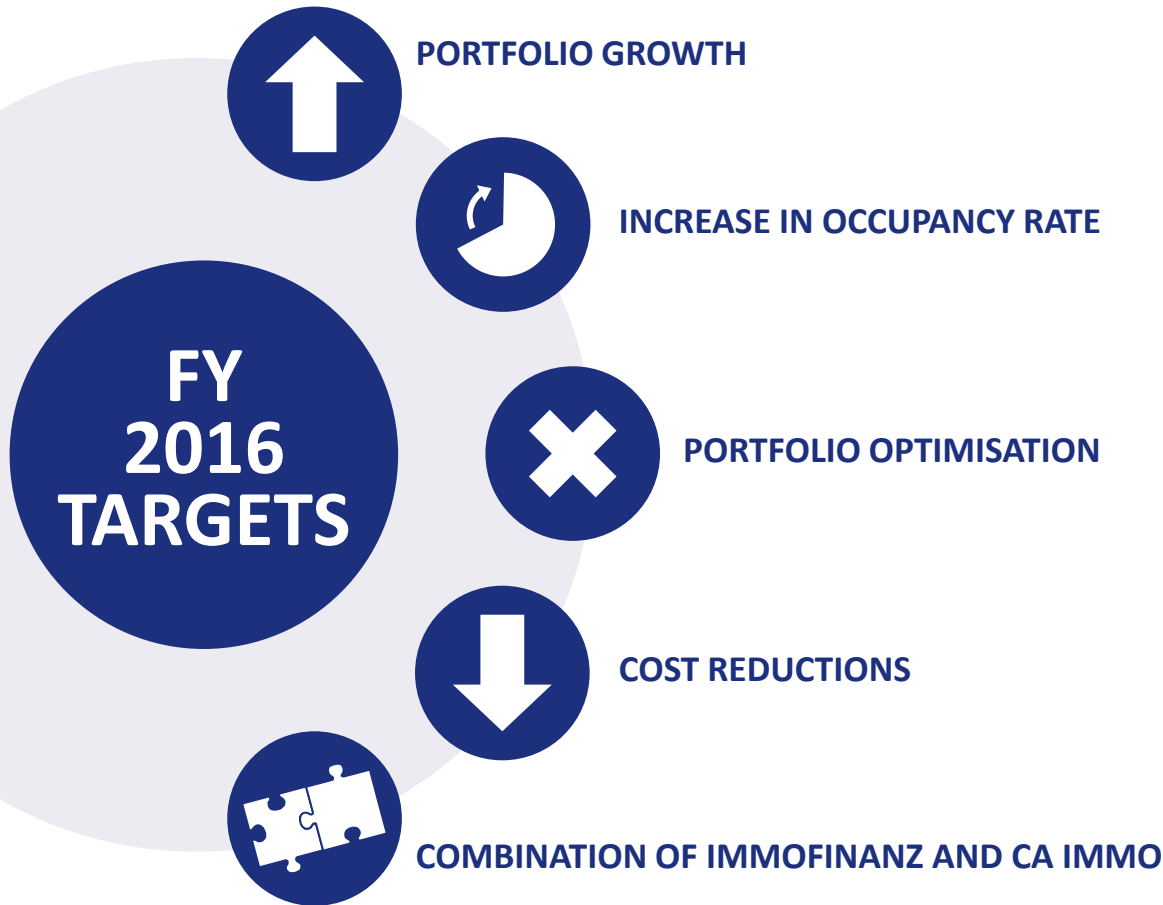 PORTFOLIO GROWTH
INCREASE IN OCCUPANCY RATE
FY
2016
TARGETS
PORTFOLIO OPTIMISATION
COST REDUCTIONS
COMBINATION OF IMMOFINANZ AND CA IMMO